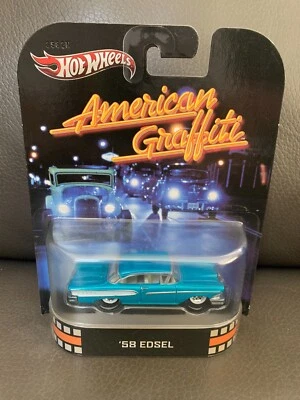 HOT WHEELS
American
Graffiti
'58 EDSEL